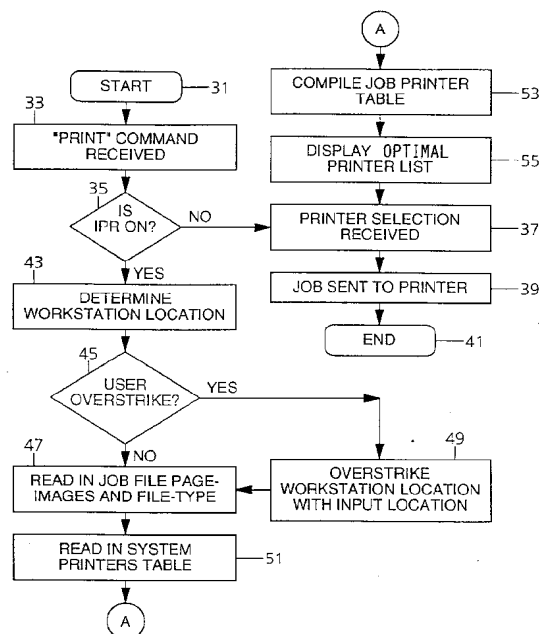 START
31
33
"PRINT" COMMAND
RECEIVED
35
IS
IPR ON?
NO
YES
43
DETERMINE
WORKSTATION LOCATION
45
USER
OVERSTRIKE?
YES
NO
47
READ IN JOB FILE PAGE-
IMAGES AND FILE-TYPE
49
OVERSTRIKE
WORKSTATION LOCATION
WITH INPUT LOCATION
READ IN SYSTEM
PRINTERS TABLE
51
A
A
COMPILE JOB PRINTER
TABLE
53
DISPLAY OPTIMAL
PRINTER LIST
55
PRINTER SELECTION
RECEIVED
37
JOB SENT TO PRINTER
39
END
41